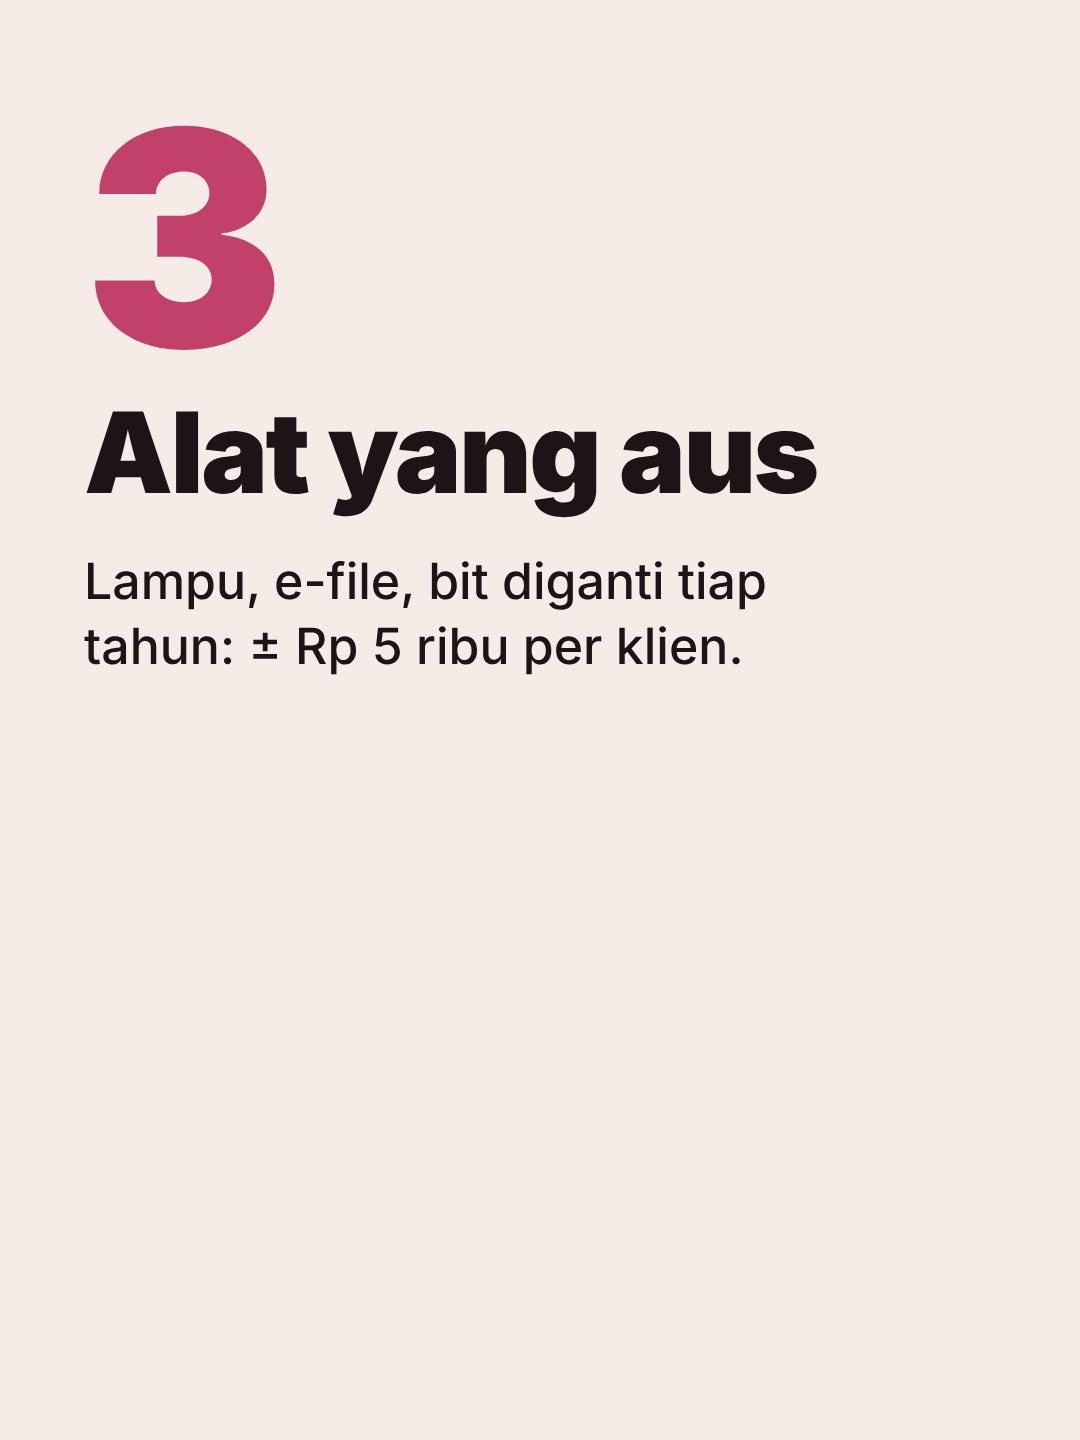 3
Alat yang aus
Lampu, e-file, bit diganti tiap
tahun: ± Rp 5 ribu per klien.